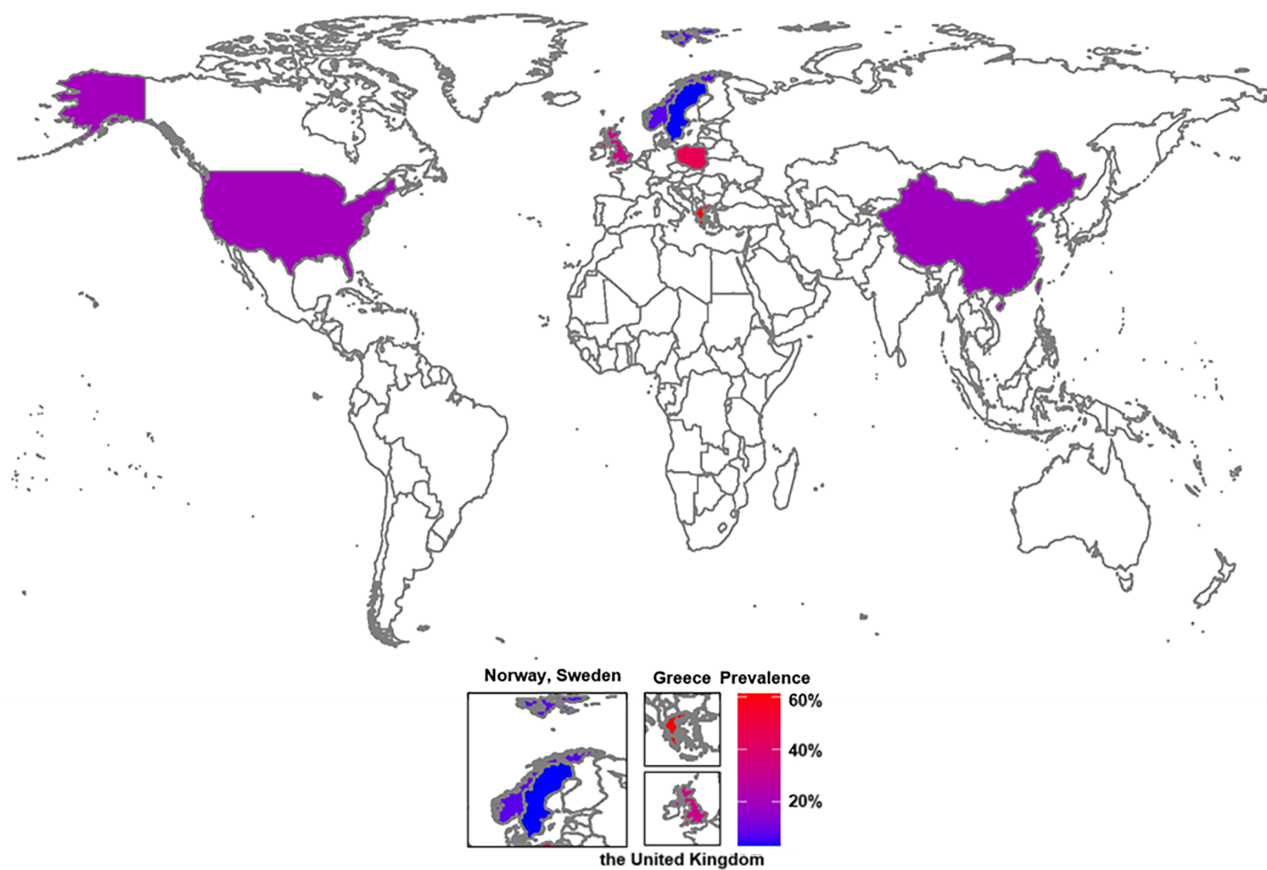 Norway, Sweden
Greece
Prevalence
60%
40%
20%
the United Kingdom